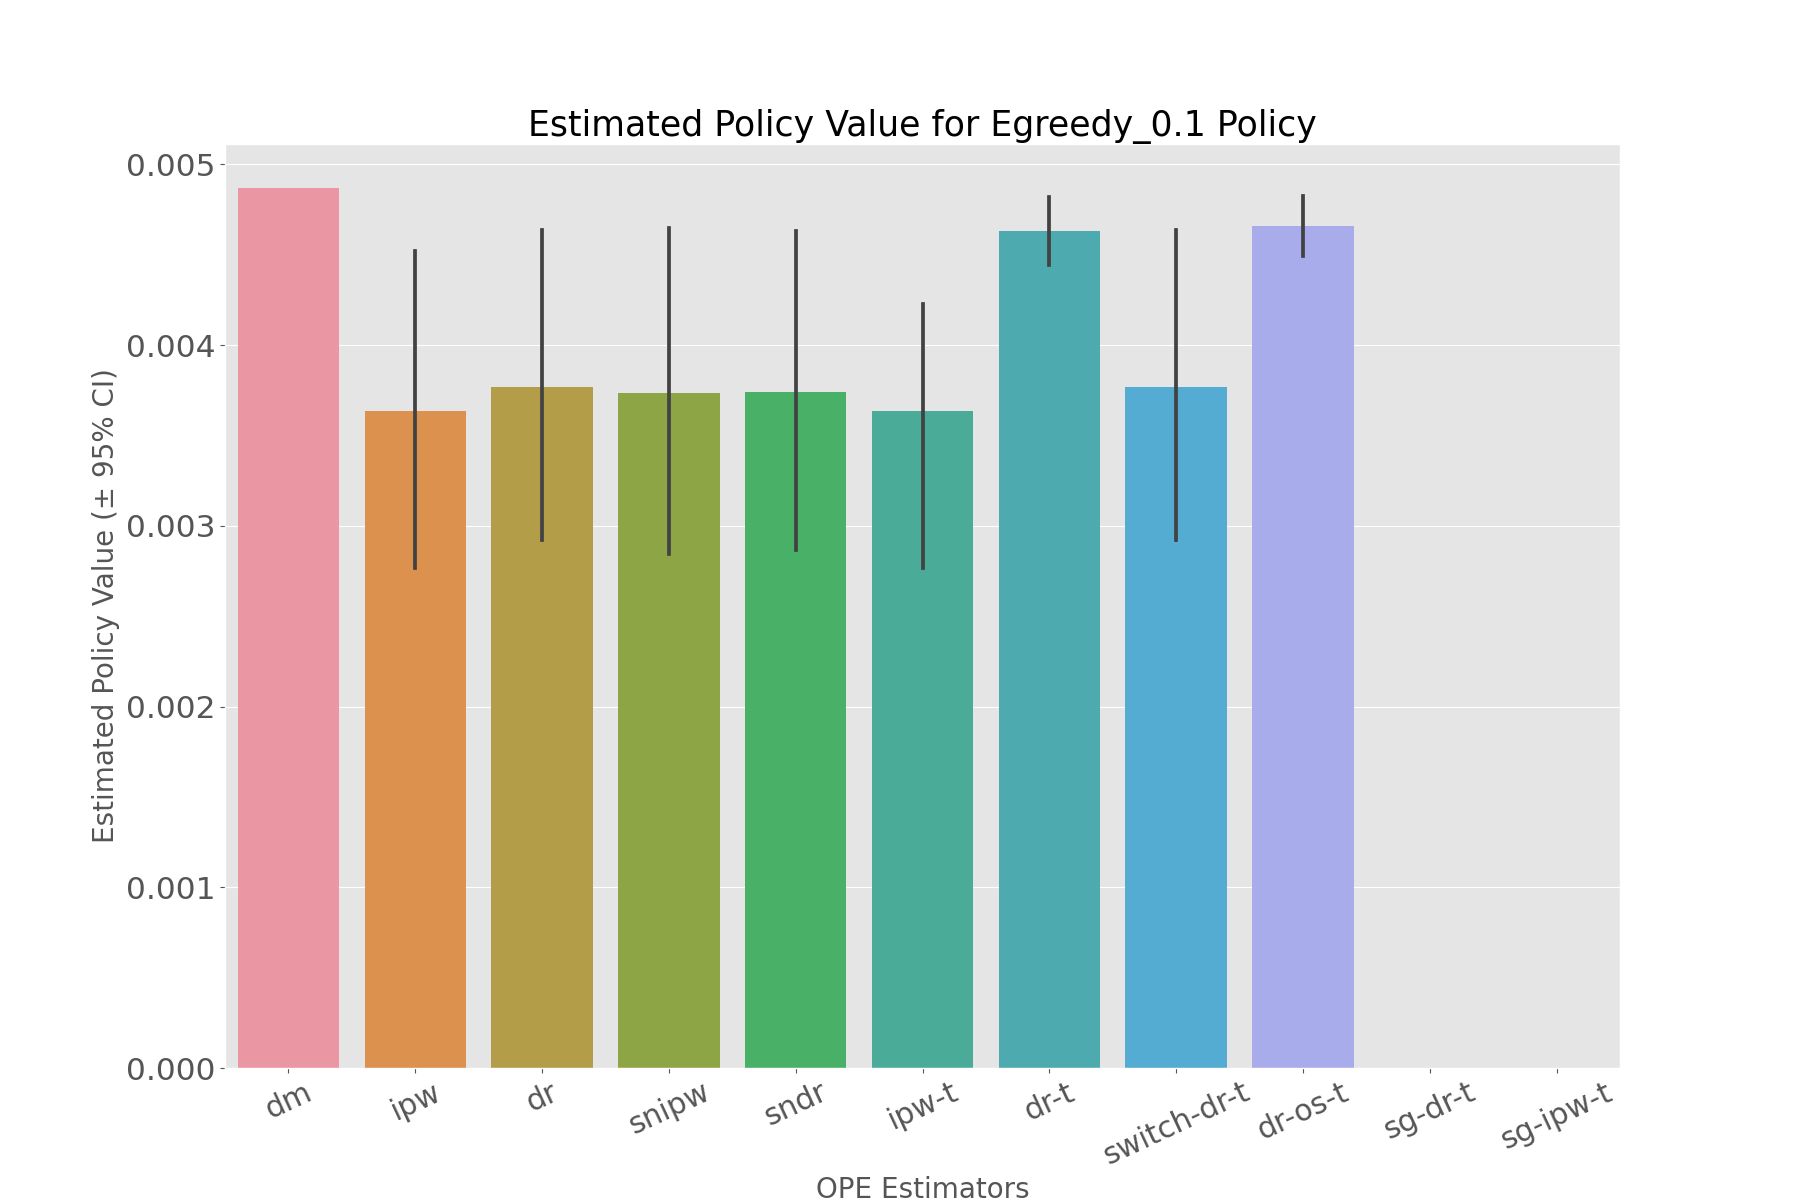 Estimated Policy Value for Egreedy_0.1 Policy
Estimated Policy Value (± 95% CI)
0.005
0.004
0.003
0.002
0.001
0.000
dm
ipw
dr
snipw
sndr
ipw-t
dr-t
switch-dr-t
dr-os-t
sg-dr-t
sg-ipw-t
OPE Estimators